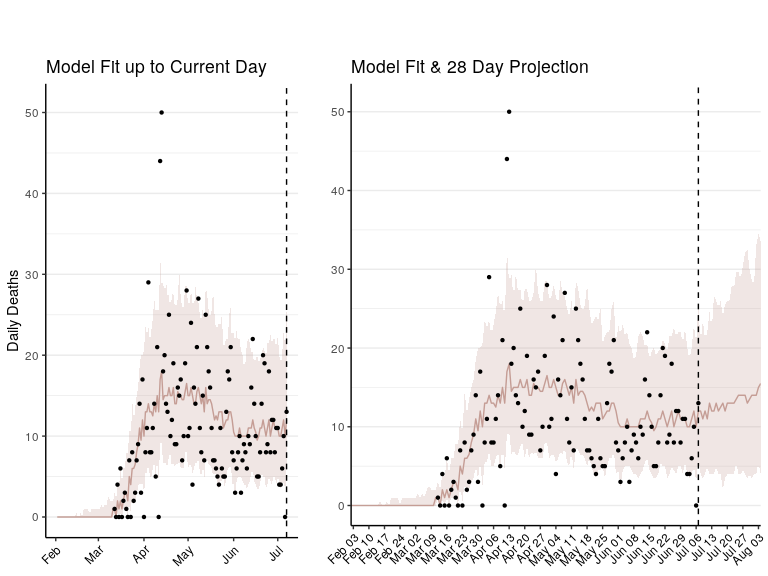 Model Fit up to Current Day
Model Fit & 28 Day Projection
Daily Deaths
50
40
30
20
10
0
Feb
Mar
Apr
May
Jun
Jul
50
40
30
20
10
0
Feb 03
Feb 10
Feb 17
Feb 24
Mar 02
Mar 09
Mar 16
Mar 23
Mar 30
Apr 06
Apr 13
Apr 20
Apr 27
May 04
May 11
May 18
May 25
Jun 01
Jun 08
Jun 15
Jun 22
Jun 29
Jul 06
Jul 13
Jul 20
Jul 27
Aug 03